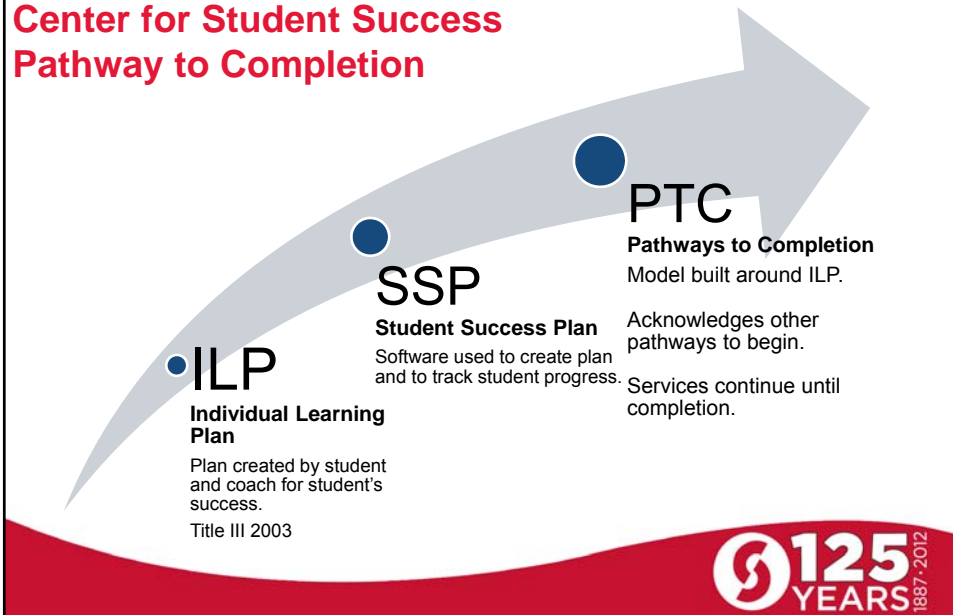 Center for Student Success
Pathway to Completion
ILP
Individual Learning
Plan
Plan created by student
and coach for student's
success.
Title III 2003
SSP
Student Success Plan
Software used to create plan
and to track student progress.
PTC
Pathways to Completion
Model built around ILP.
Acknowledges other
pathways to begin.
Services continue until
completion.
125
YEARS
1887·2012